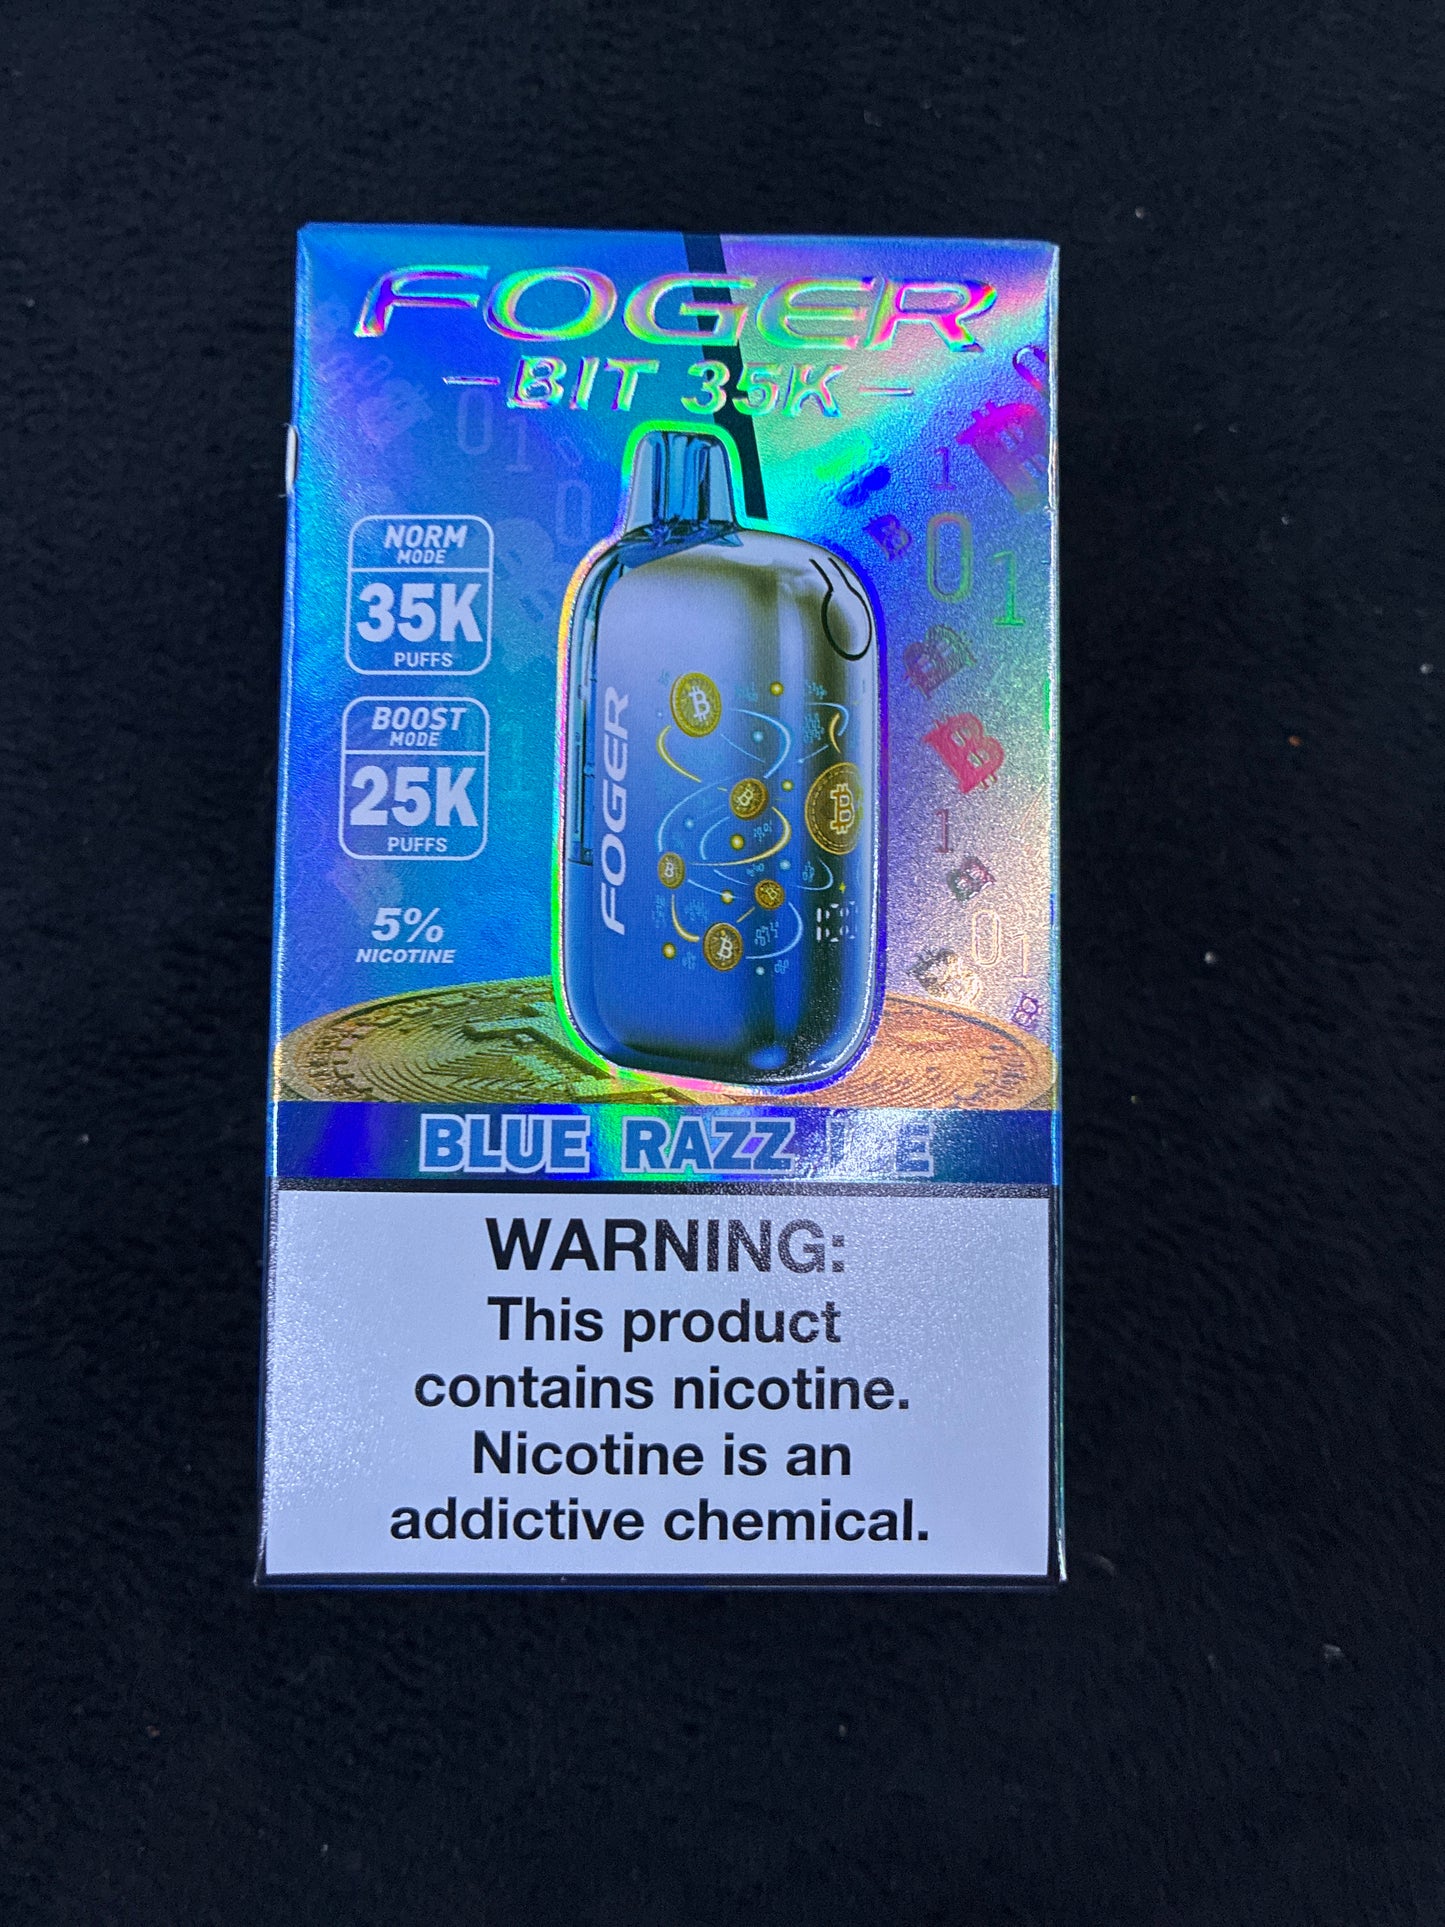 FOGER
BIT 35K
NORM
MODE
35K
PUFFS
BOOST
MODE
25K
PUFFS
5%
NICOTINE
FOGER
BLUE RAZZ ICE
WARNING:
This product
contains nicotine.
Nicotine is an
addictive chemical.